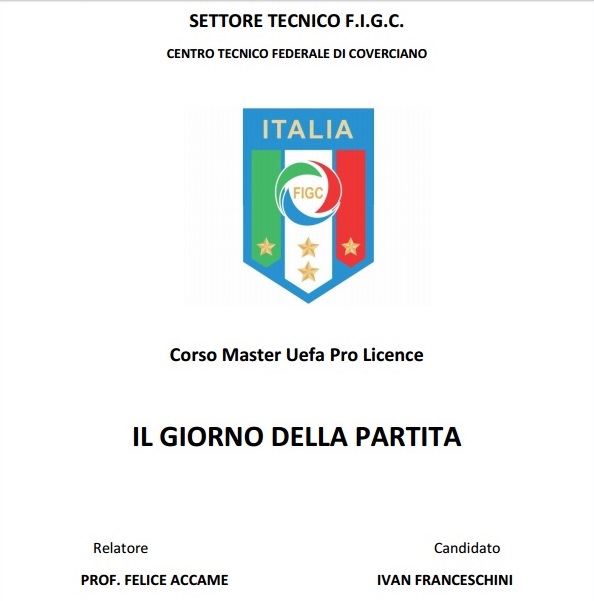 SETTORE TECNICO F.I.G.C.
CENTRO TECNICO FEDERALE DI COVERCIANO
ITALIA
FIGC
Corso Master Uefa Pro Licence
IL GIORNO DELLA PARTITA
Relatore Candidato
PROF. FELICE ACCAME IVAN FRANCESCHINI